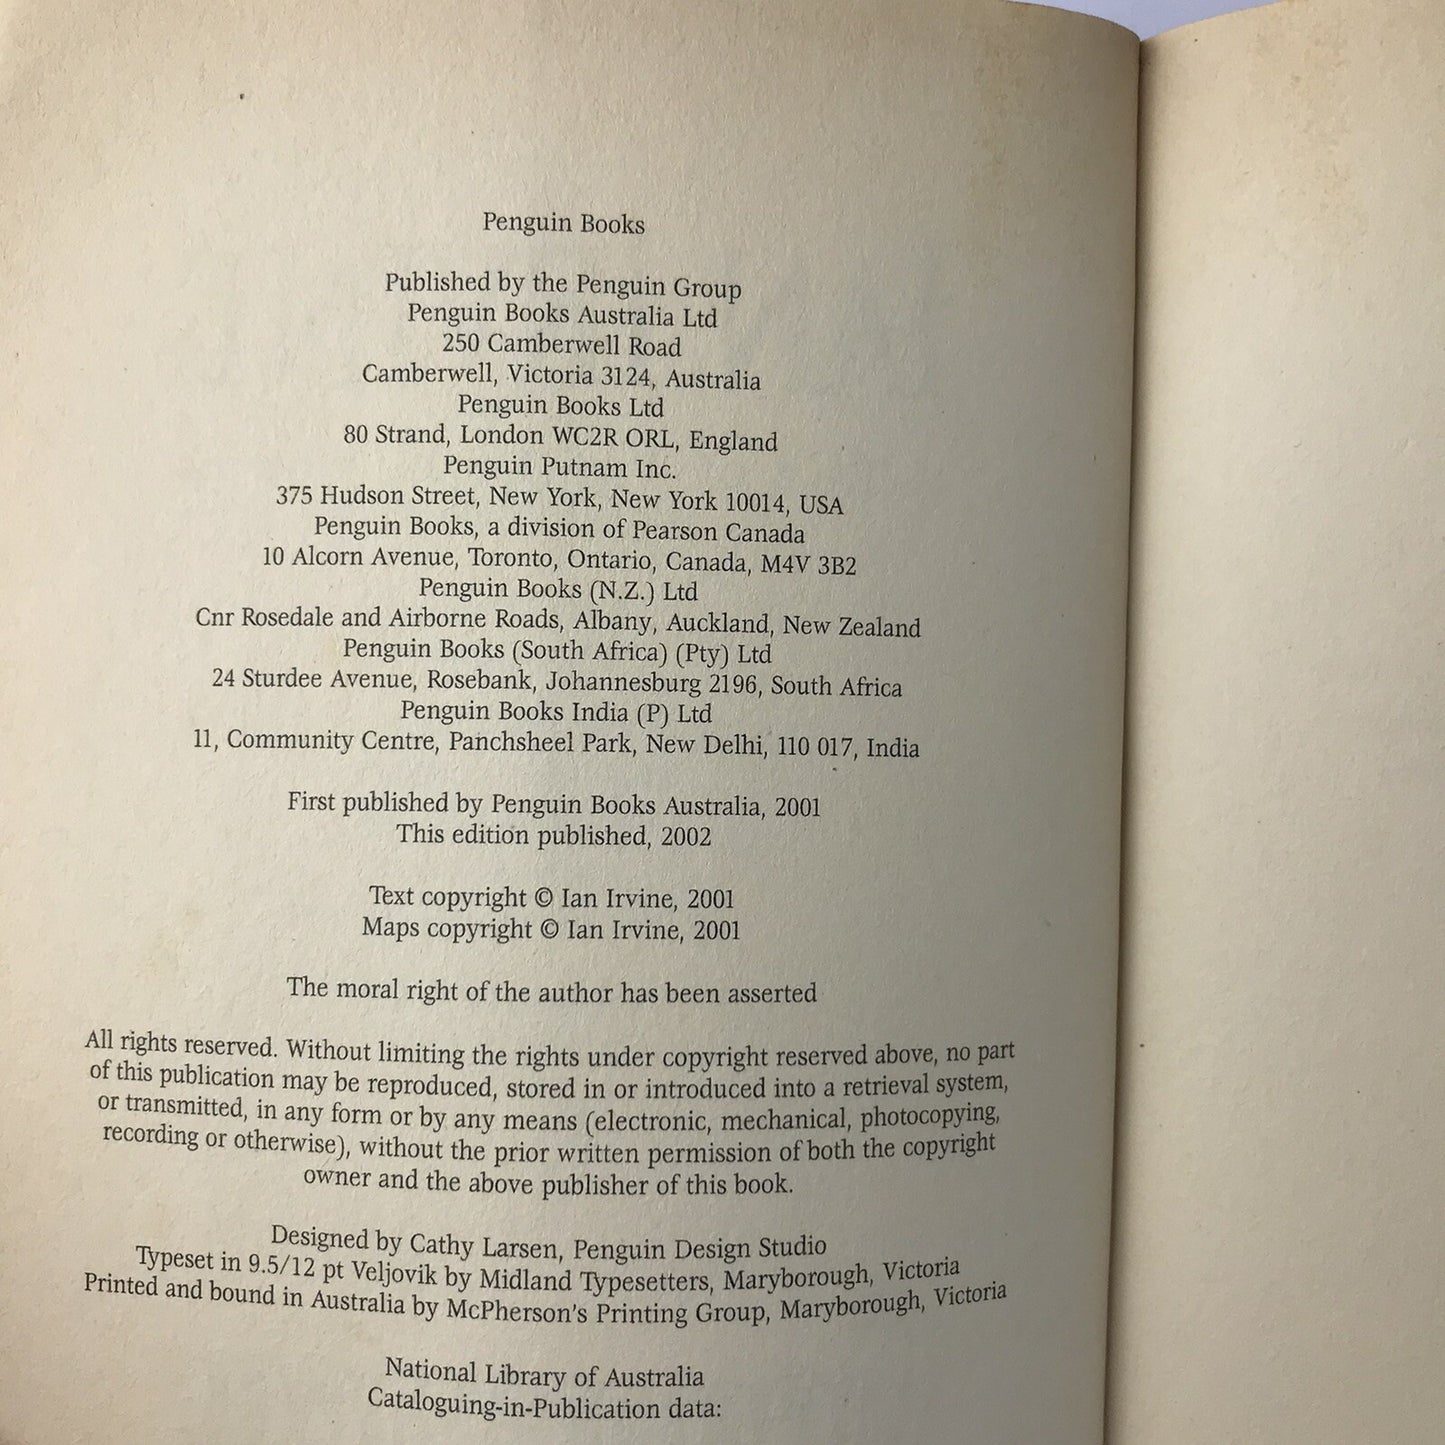 Penguin Books
Published by the Penguin Group
Penguin Books Australia Ltd
250 Camberwell Road
Camberwell, Victoria 3124, Australia
Penguin Books Ltd
80 Strand, London WC2R ORL, England
Penguin Putnam Inc.
375 Hudson Street, New York, New York 10014, USA
Penguin Books, a division of Pearson Canada
10 Alcorn Avenue, Toronto, Ontario, Canada, M4V 3B2
Penguin Books (N.Z.) Ltd
Cnr Rosedale and Airborne Roads, Albany, Auckland, New Zealand
Penguin Books (South Africa) (Pty) Ltd
24 Sturdee Avenue, Rosebank, Johannesburg 2196, South Africa
Penguin Books India (P) Ltd
11, Community Centre, Panchsheel Park, New Delhi, 110 017, India
First published by Penguin Books Australia, 2001
This edition published, 2002
Text copyright © Ian Irvine, 2001
Maps copyright © Ian Irvine, 2001
The moral right of the author has been asserted
All rights reserved. Without limiting the rights under copyright reserved above, no part
of this publication may be reproduced, stored in or introduced into a retrieval system,
or transmitted, in any form or by any means (electronic, mechanical, photocopying,
recording or otherwise), without the prior written permission of both the copyright
owner and the above publisher of this book.
Designed by Cathy Larsen, Penguin Design Studio
Typeset in 9.5/12 pt Veljovik by Midland Typesetters, Maryborough, Victoria
Printed and bound in Australia by McPherson's Printing Group, Maryborough, Victoria
National Library of Australia
Cataloguing-in-Publication data: